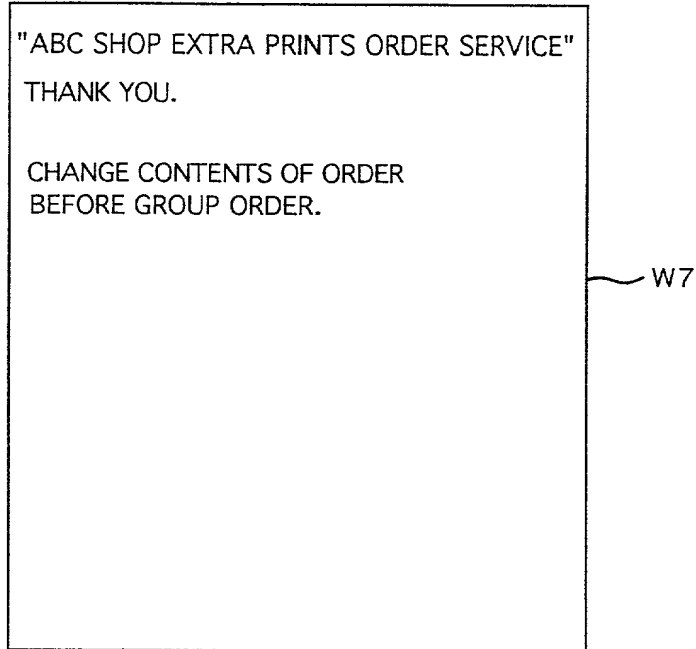 "ABC SHOP EXTRA PRINTS ORDER SERVICE"
THANK YOU.
CHANGE CONTENTS OF ORDER
BEFORE GROUP ORDER.
W7